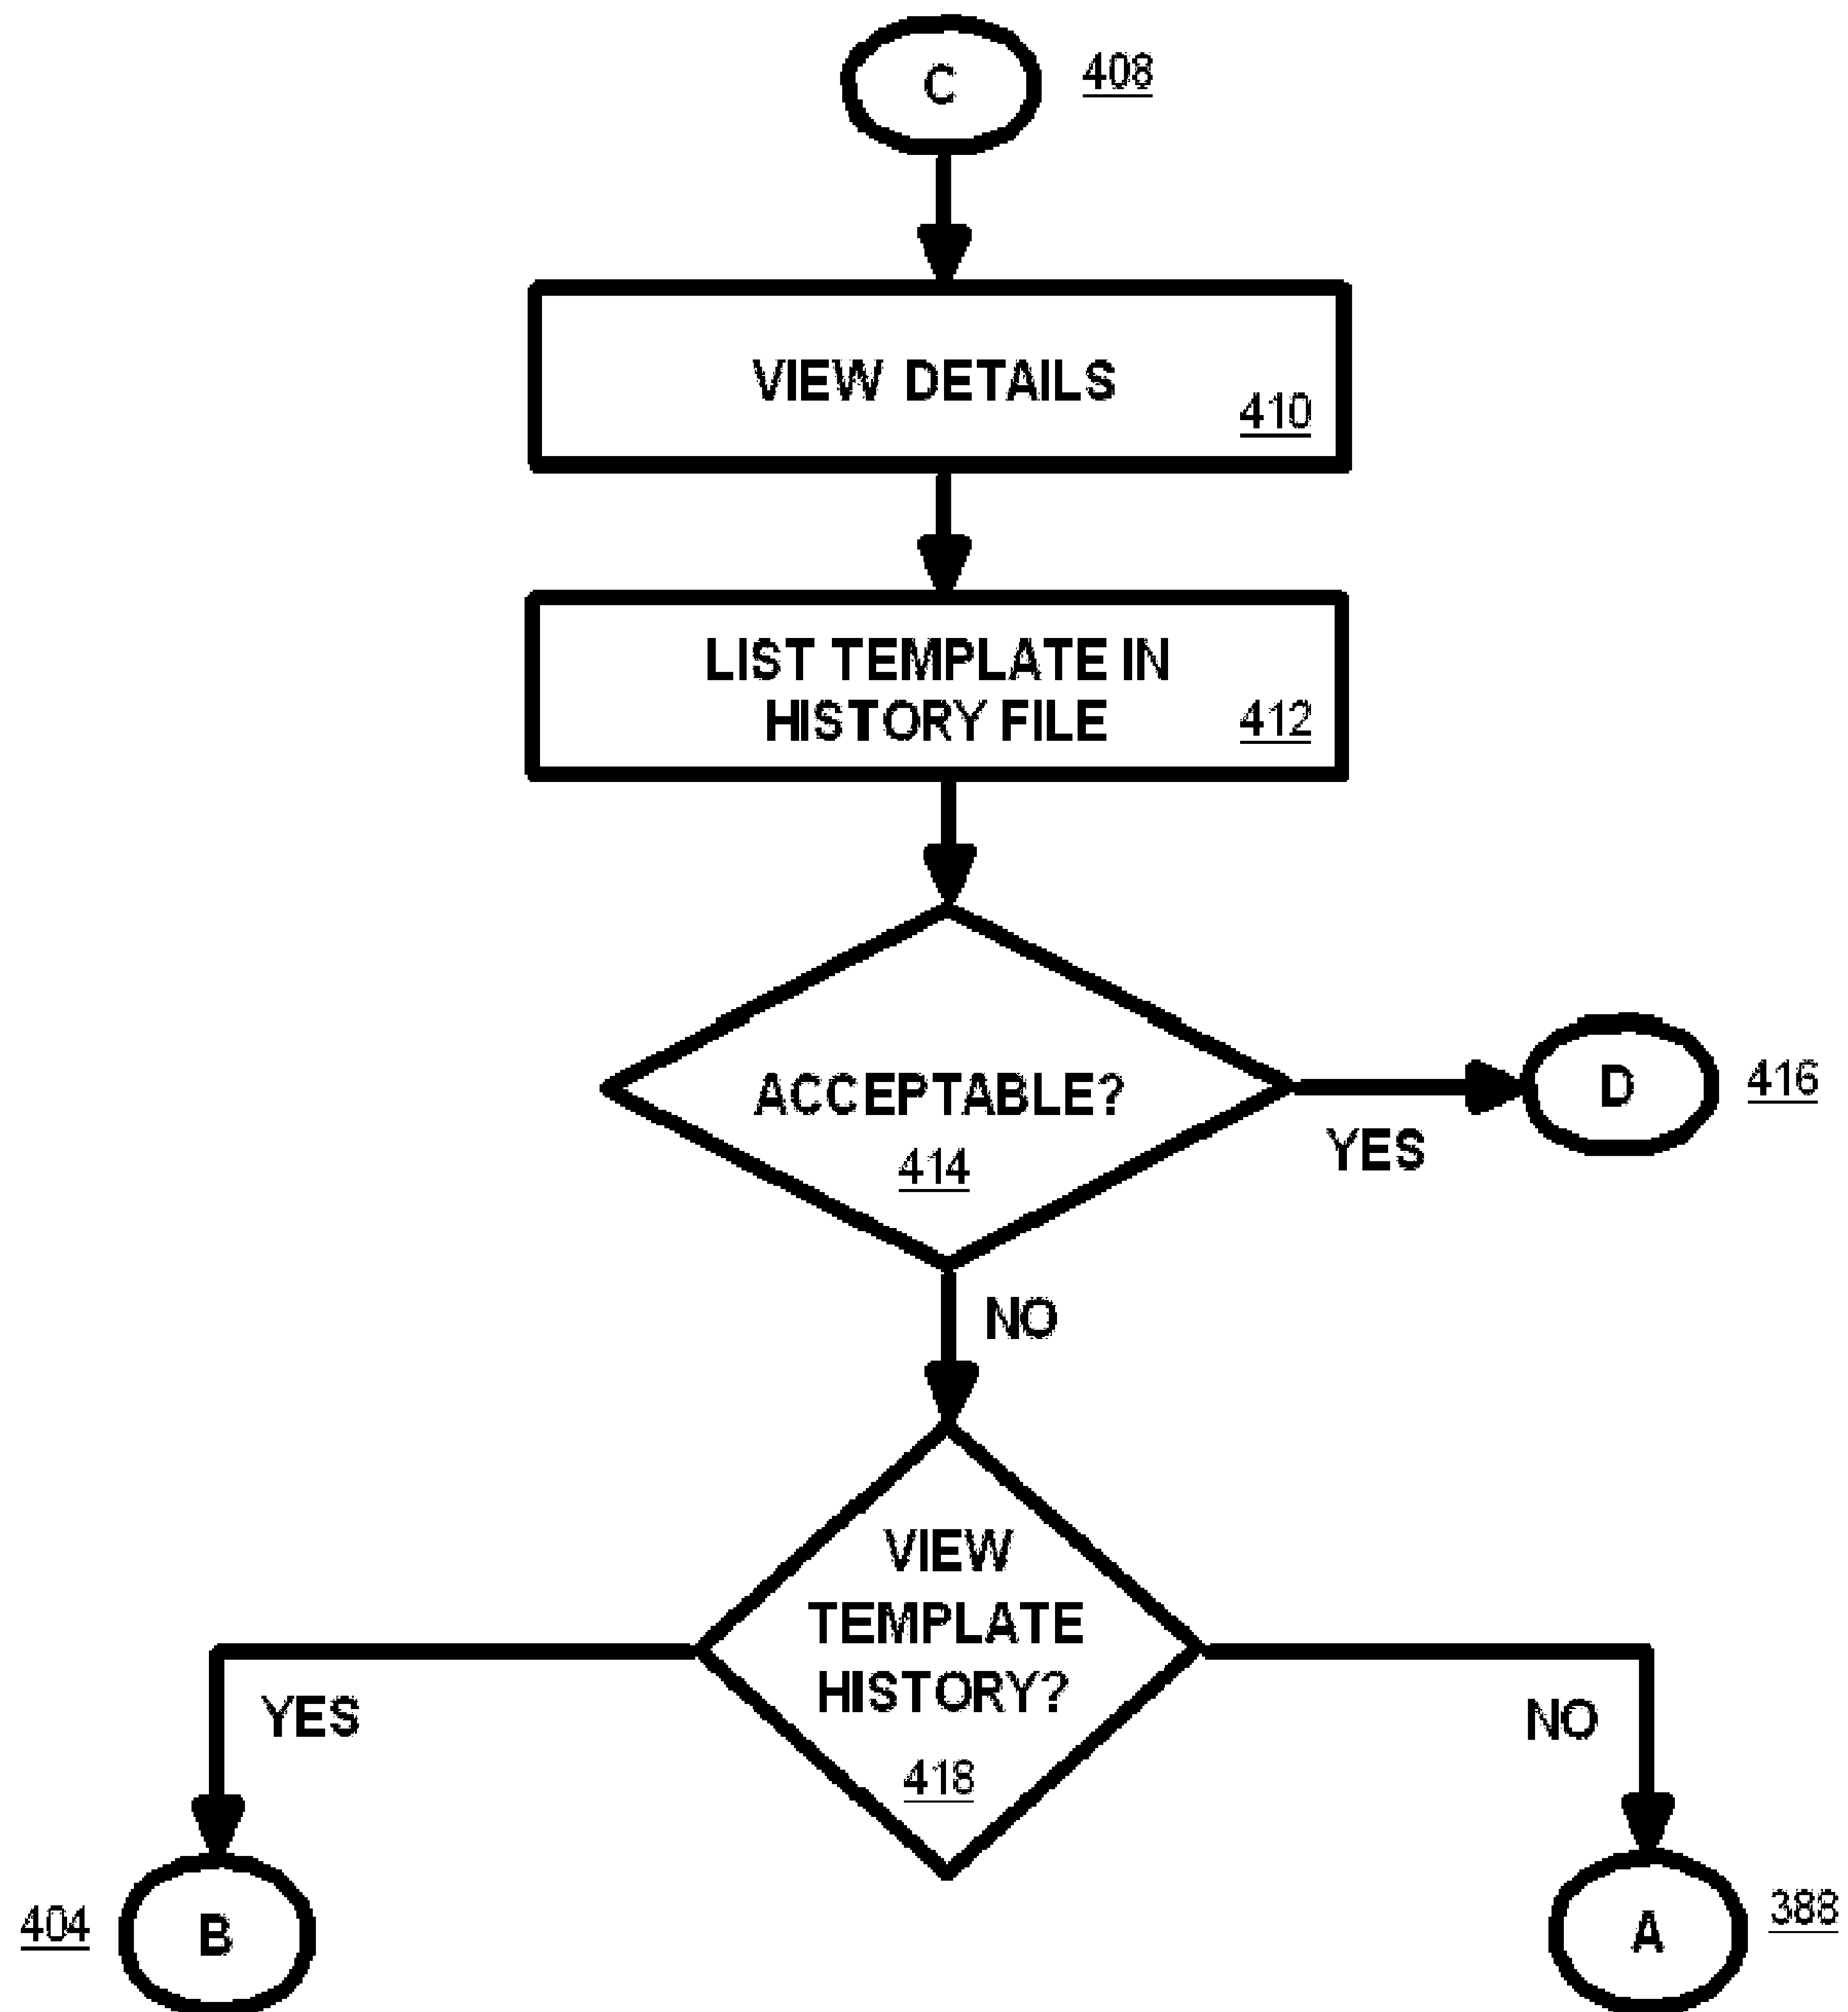 C 408
VIEW DETAILS
410
LIST TEMPLATE IN
HISTORY FILE 412
ACCEPTABLE?
414
YES
D 416
NO
VIEW
TEMPLATE
HISTORY?
418
YES
NO
404 B
A 388